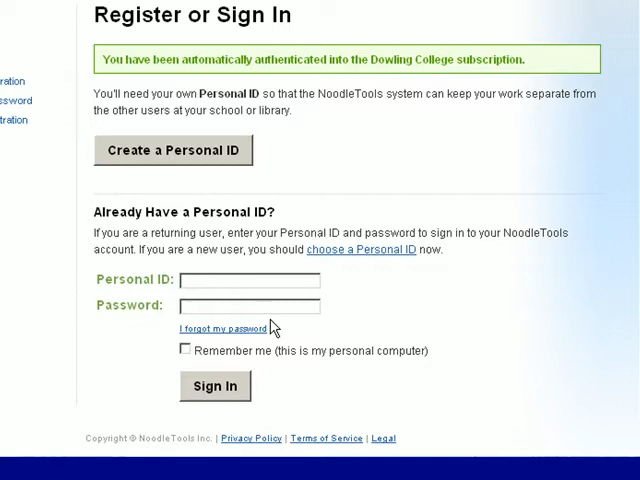 Register or Sign In
You have been automatically authenticated into the Dowling College subscription.
ration
You'll need your own Personal ID so that the NoodleTools system can keep your work separate from
ssword
the other users at your school or library.
tration
Create a Personal ID
Already Have a Personal ID?
If you are a returning user, enter your Personal ID and password to sign in to your NoodleTools
account. If you are a new user, you should choose a Personal ID now.
Personal ID:
Password:
I forgot my password
Remember me (this is my personal computer)
Sign In
Copyright © NoodleTools Inc. | Privacy Policy | Terms of Service | Legal